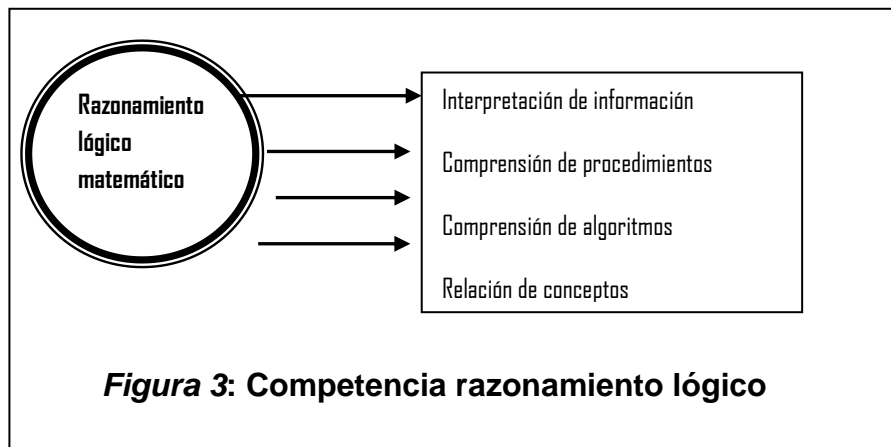 Razonamiento
lógico
matemático
Interpretación de información
Comprensión de procedimientos
Comprensión de algoritmos
Relación de conceptos
Figura 3: Competencia razonamiento lógico